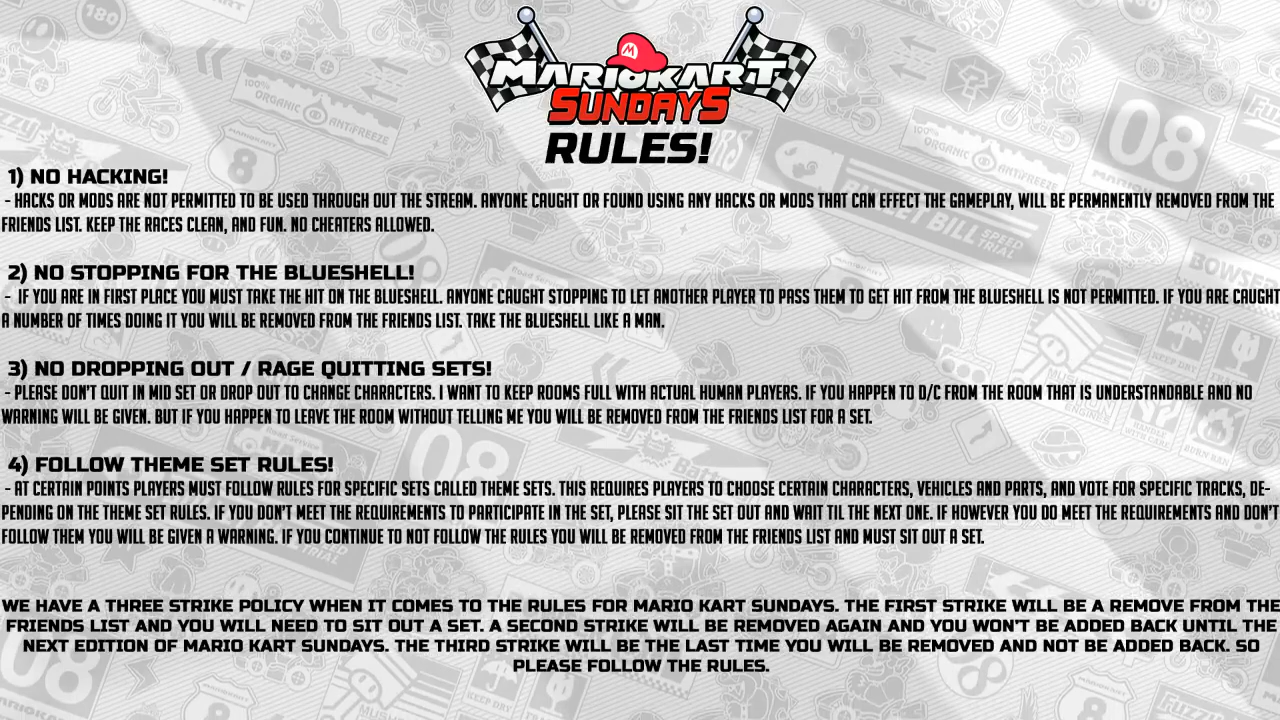 MARIOKART
SUNDAYS
RULES!
1) NO HACKING!
- HACKS OR MODS ARE NOT PERMITTED TO BE USED THROUGH OUT THE STREAM. ANYONE CAUGHT OR FOUND USING ANY HACKS OR MODS THAT CAN EFFECT THE GAMEPLAY, WILL BE PERMANENTLY REMOVED FROM THE
FRIENDS LIST. KEEP THE RACES CLEAN, AND FUN. NO CHEATERS ALLOWED.
2) NO STOPPING FOR THE BLUESHELL!
- IF YOU ARE IN FIRST PLACE YOU MUST TAKE THE HIT ON THE BLUESHELL. ANYONE CAUGHT STOPPING TO LET ANOTHER PLAYER TO PASS THEM TO GET HIT FROM THE BLUESHELL IS NOT PERMITTED. IF YOU ARE CAUGHT
A NUMBER OF TIMES DOING IT YOU WILL BE REMOVED FROM THE FRIENDS LIST. TAKE THE BLUESHELL LIKE A MAN.
3) NO DROPPING OUT / RAGE QUITTING SETS!
- PLEASE DON'T QUIT IN MID SET OR DROP OUT TO CHANGE CHARACTERS. I WANT TO KEEP ROOMS FULL WITH ACTUAL HUMAN PLAYERS. IF YOU HAPPEN TO D/C FROM THE ROOM THAT IS UNDERSTANDABLE AND NO
WARNING WILL BE GIVEN. BUT IF YOU HAPPEN TO LEAVE THE ROOM WITHOUT TELLING ME YOU WILL BE REMOVED FROM THE FRIENDS LIST FOR A SET.
4) FOLLOW THEME SET RULES!
- AT CERTAIN POINTS PLAYERS MUST FOLLOW RULES FOR SPECIFIC SETS CALLED THEME SETS. THIS REQUIRES PLAYERS TO CHOOSE CERTAIN CHARACTERS, VEHICLES AND PARTS, AND VOTE FOR SPECIFIC TRACKS, DE-
PENDING ON THE THEME SET RULES. IF YOU DON'T MEET THE REQUIREMENTS TO PARTICIPATE IN THE SET, PLEASE SIT THE SET OUT AND WAIT TIL THE NEXT ONE. IF HOWEVER YOU DO MEET THE REQUIREMENTS AND DON'T
FOLLOW THEM YOU WILL BE GIVEN A WARNING. IF YOU CONTINUE TO NOT FOLLOW THE RULES YOU WILL BE REMOVED FROM THE FRIENDS LIST AND MUST SIT OUT A SET.
WE HAVE A THREE STRIKE POLICY WHEN IT COMES TO THE RULES FOR MARIO KART SUNDAYS. THE FIRST STRIKE WILL BE A REMOVE FROM THE
FRIENDS LIST AND YOU WILL NEED TO SIT OUT A SET. A SECOND STRIKE WILL BE REMOVED AGAIN AND YOU WON'T BE ADDED BACK UNTIL THE
NEXT EDITION OF MARIO KART SUNDAYS. THE THIRD STRIKE WILL BE THE LAST TIME YOU WILL BE REMOVED AND NOT BE ADDED BACK. SO
PLEASE FOLLOW THE RULES.